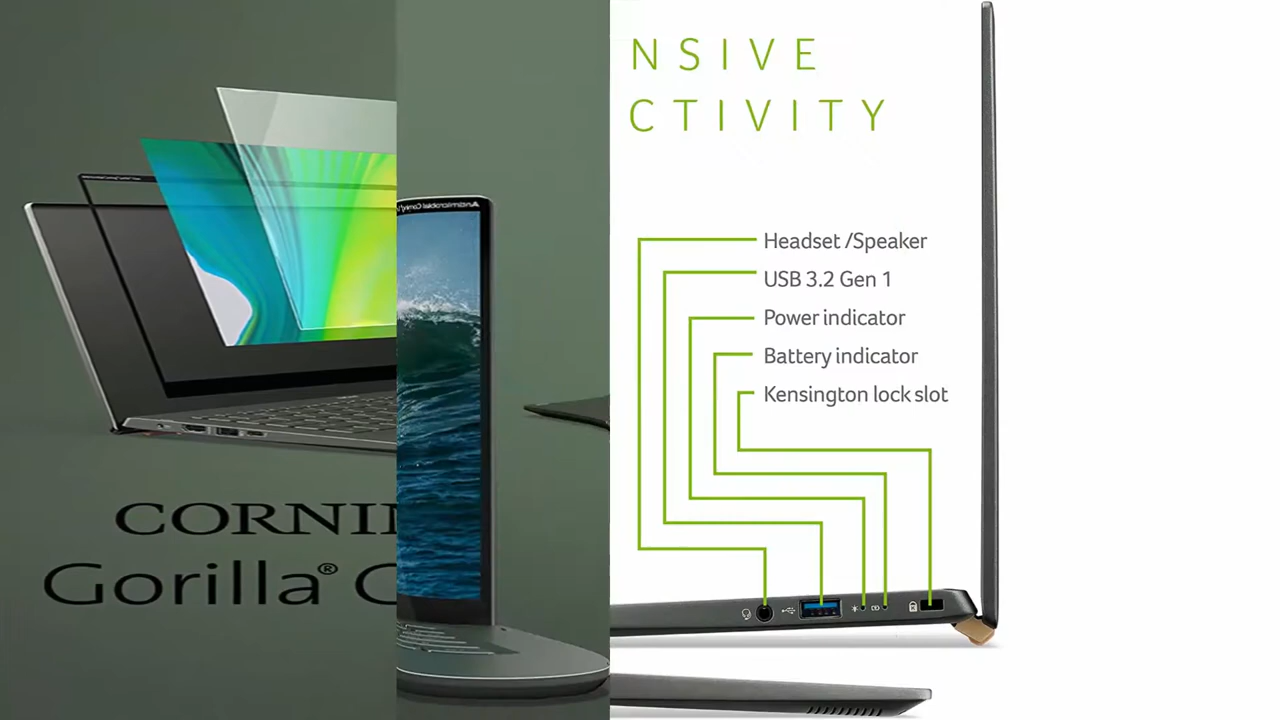 NSIVE
CTIVITY
Headset /Speaker
USB 3.2 Gen 1
Power indicator
Battery indicator
Kensington lock slot
CORNI
Gorilla® G